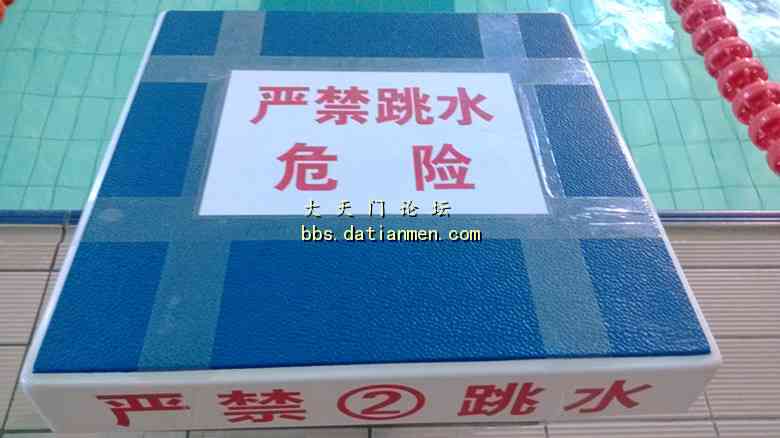 严禁跳水
危险
大天门论坛
bbs.datianmen.com
严禁②跳水